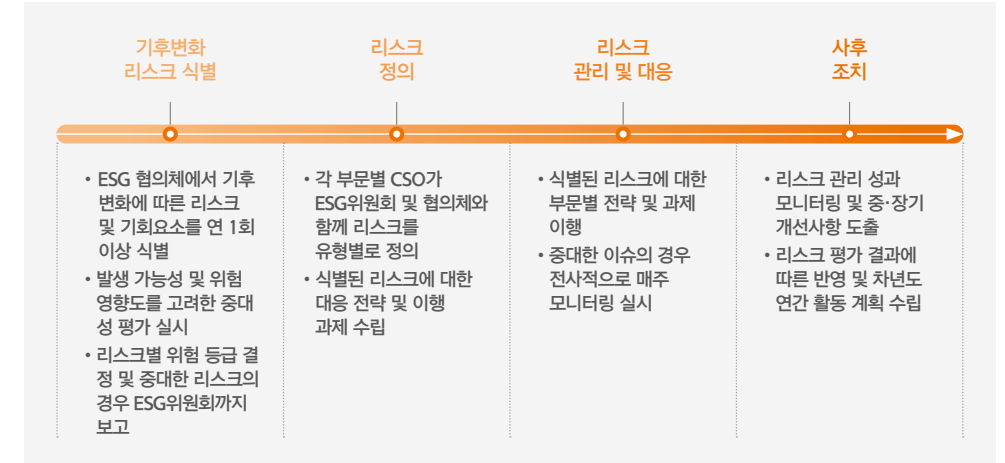 기후변화
리스크 식별
리스크
정의
리스크
관리 및 대응
사후
조치
• ESG 협의체에서 기후
변화에 따른 리스크
및 기회요소를 연 1회
이상 식별
• 발생 가능성 및 위험
영향도를 고려한 중대
성 평가 실시
• 리스크별 위험 등급 결
정 및 중대한 리스크의
경우 ESG위원회까지
보고
• 각 부문별 CSO가
ESG위원회 및 협의체와
함께 리스크를
유형별로 정의
• 식별된 리스크에 대한
대응 전략 및 이행
과제 수립
• 식별된 리스크에 대한
부문별 전략 및 과제
이행
• 중대한 이슈의 경우
전사적으로 매주
모니터링 실시
• 리스크 관리 성과
모니터링 및 중·장기
개선사항 도출
• 리스크 평가 결과에
따른 반영 및 차년도
연간 활동 계획 수립